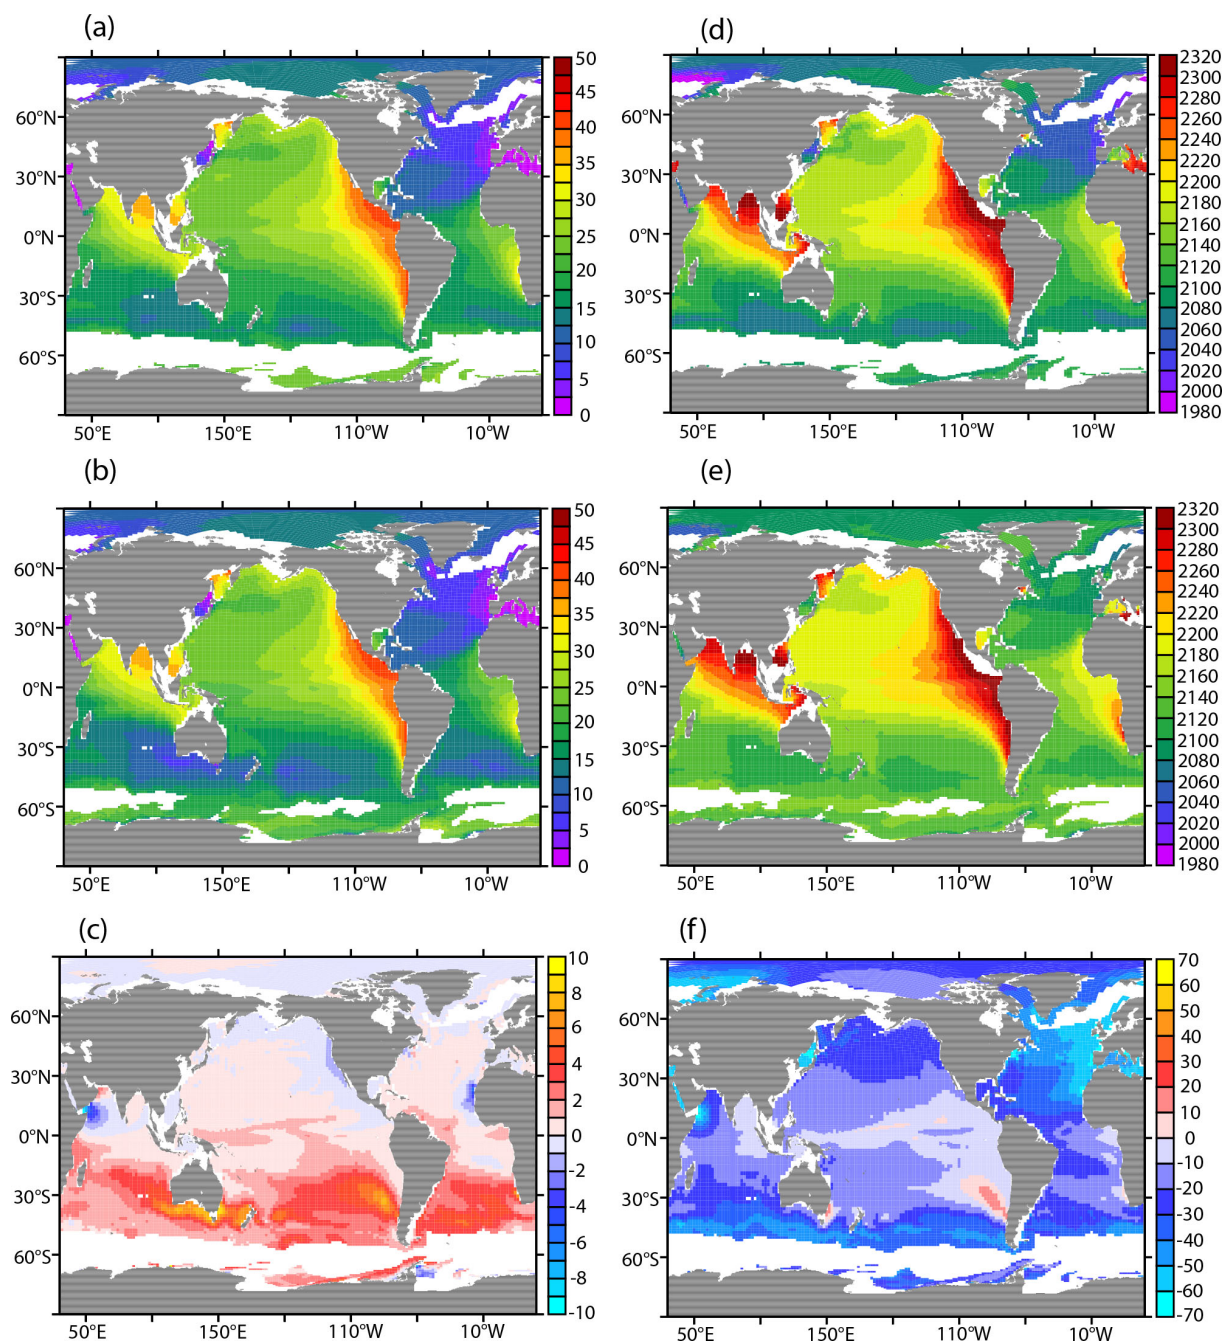 (a)
60°N
30°N
0°N
30°S
60°S
50°E 150°E 110°W 10°W
50
45
40
35
30
25
20
15
10
5
0
(d)
60°N
30°N
0°N
30°S
60°S
50°E 150°E 110°W 10°W
2320
2300
2280
2260
2240
2220
2200
2180
2160
2140
2120
2100
2080
2060
2040
2020
2000
1980
(b)
60°N
30°N
0°N
30°S
60°S
50°E 150°E 110°W 10°W
50
45
40
35
30
25
20
15
10
5
0
(e)
60°N
30°N
0°N
30°S
60°S
50°E 150°E 110°W 10°W
2320
2300
2280
2260
2240
2220
2200
2180
2160
2140
2120
2100
2080
2060
2040
2020
2000
1980
(c)
60°N
30°N
0°N
30°S
60°S
50°E 150°E 110°W 10°W
10
8
6
4
2
0
-2
-4
-6
-8
-10
(f)
60°N
30°N
0°N
30°S
60°S
50°E 150°E 110°W 10°W
70
60
50
40
30
20
10
0
-10
-20
-30
-40
-50
-60
-70